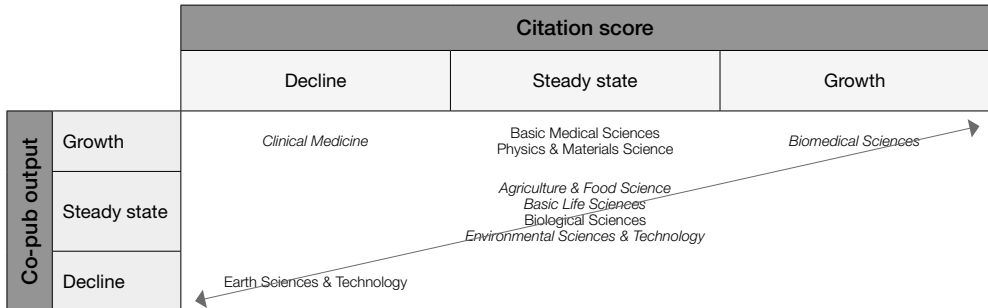 Citation score
Decline
Steady state
Growth
Co-pub output
Growth
Clinical Medicine
Basic Medical Sciences
Physics & Materials Science
Biomedical Sciences
Steady state
Agriculture & Food Science
Basic Life Sciences
Biological Sciences
Environmental Sciences & Technology
Decline
Earth Sciences & Technology